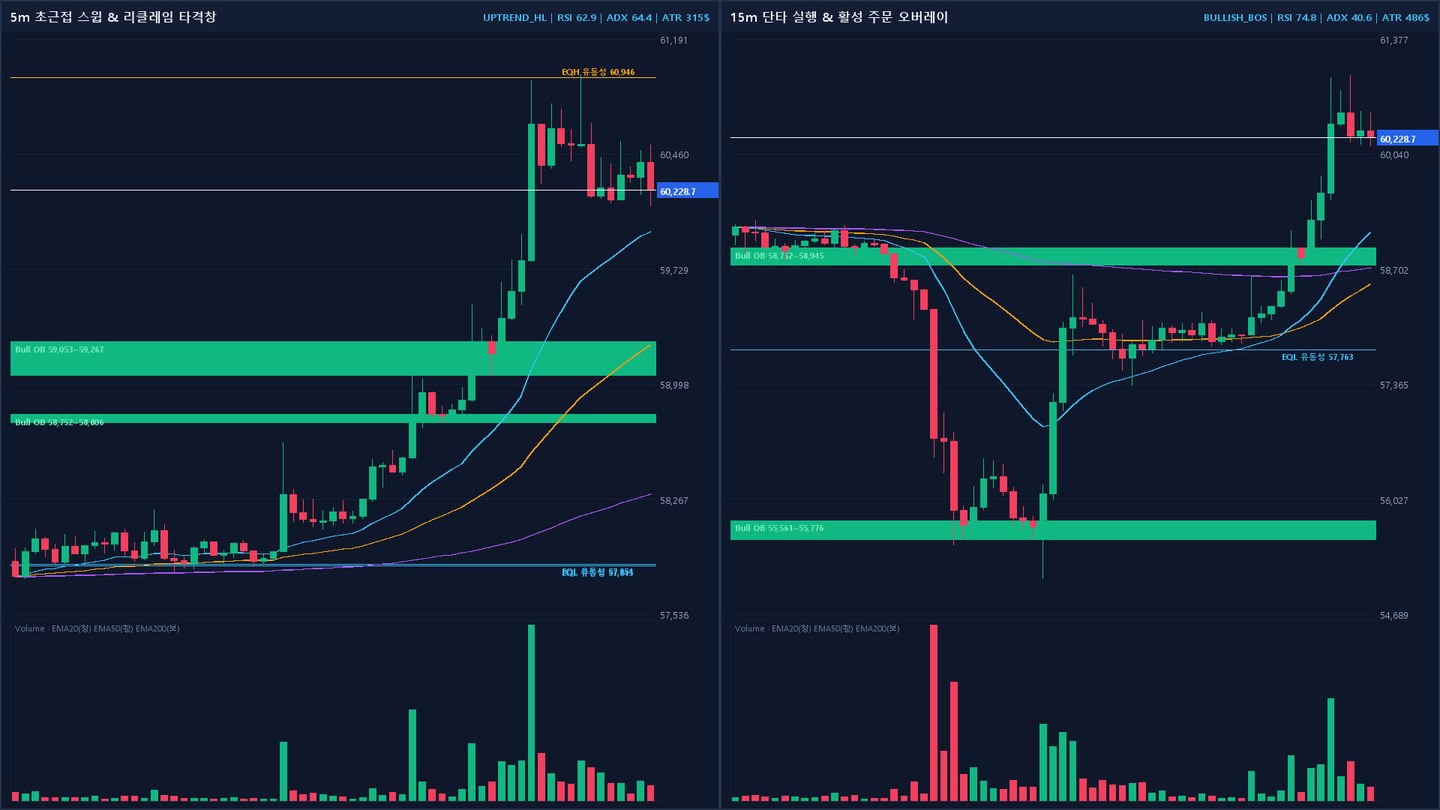 5m 초근접 스윕 & 리클레임 타격창
UPTREND_HL | RSI 62.9 | ADX 64.4 | ATR 315$
61,191
EQH 유동성 60,946
60,460
60,228.7
59,729
Bull OB 59,053~59,267
58,998
Bull OB 58,752~58,806
58,267
57,536
Volume · EMA20(청) EMA50(황) EMA200(보)
15m 단타 실행 & 활성 주문 오버레이
BULLISH_BOS | RSI 74.8 | ADX 40.6 | ATR 486$
61,377
60,228.7
60,040
Bull OB 58,752~58,945
58,702
EQL 유동성 57,763
57,365
56,027
Bull OB 55,561~55,776
54,689
Volume · EMA20(청) EMA50(황) EMA200(보)